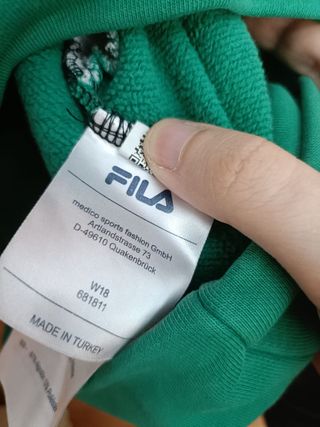 FILA
medico sports fashion GmbH
Artlandstrasse 73
D-49610 Quakenbrück
W18
681811
MADE IN TURKEY